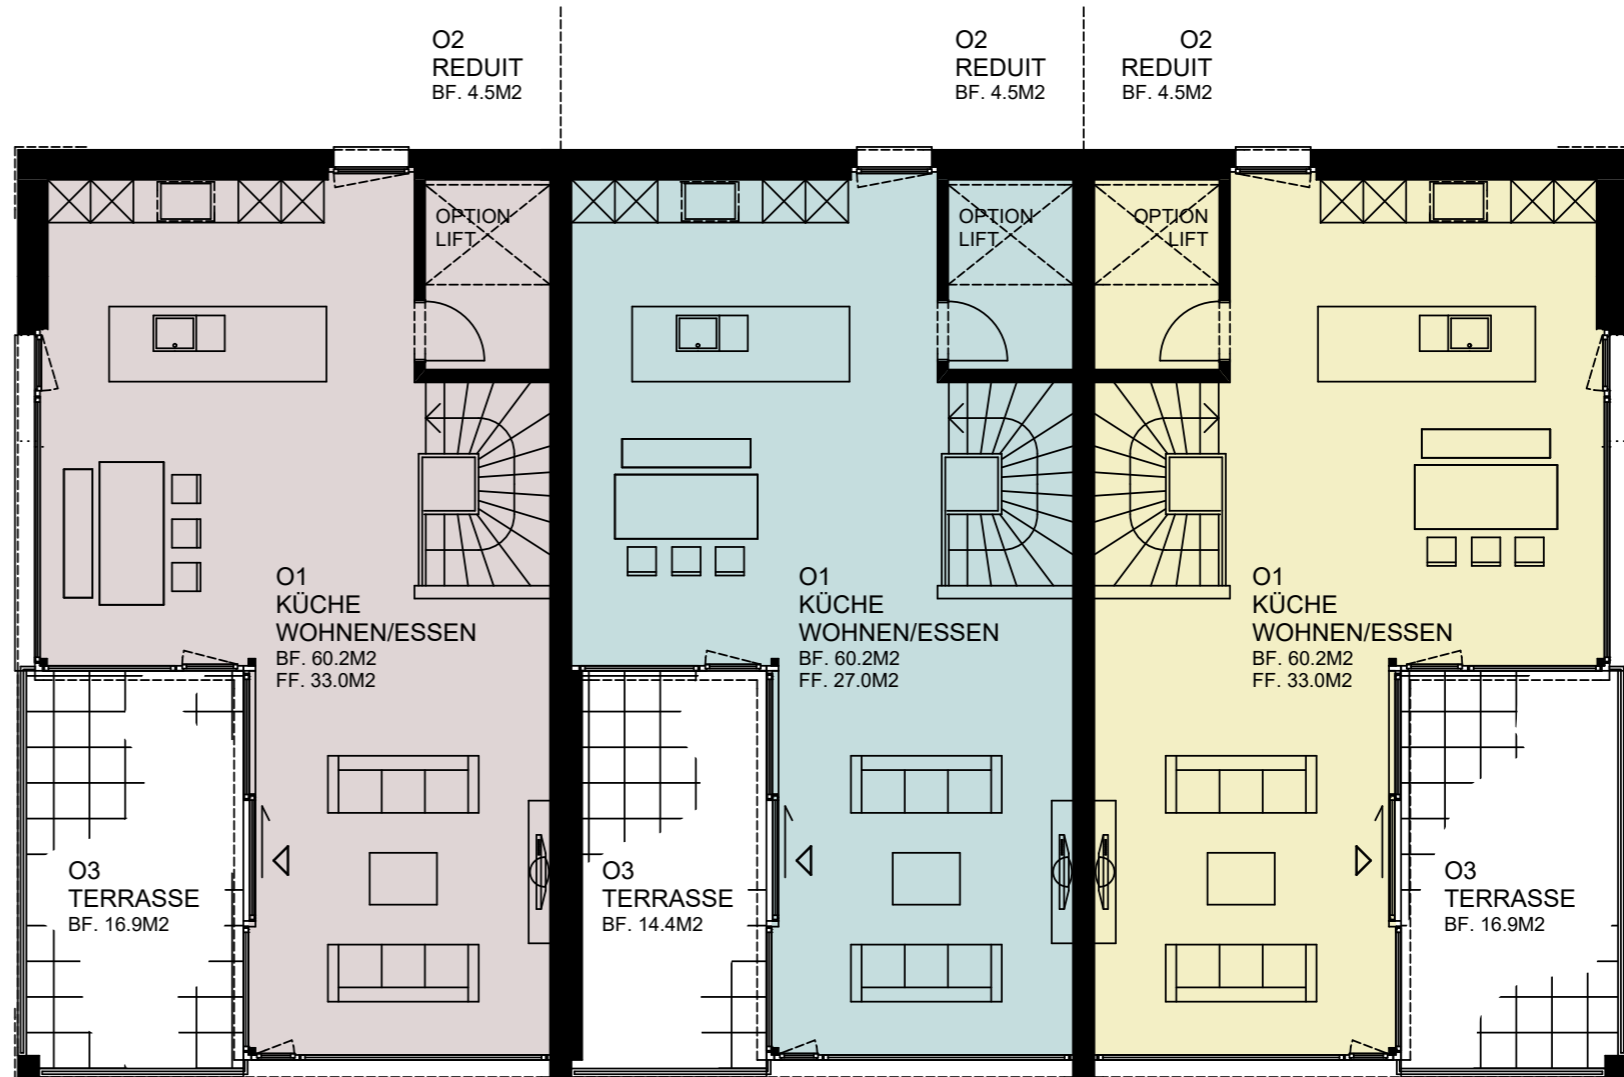 O2
REDUIT
BF. 4.5M2
O2
REDUIT
BF. 4.5M2
O2
REDUIT
BF. 4.5M2
OPTION
LIFT
OPTION
LIFT
OPTION
LIFT
O1
KÜCHE
WOHNEN/ESSEN
BF. 60.2M2
FF. 33.0M2
O1
KÜCHE
WOHNEN/ESSEN
BF. 60.2M2
FF. 27.0M2
O1
KÜCHE
WOHNEN/ESSEN
BF. 60.2M2
FF. 33.0M2
O3
TERRASSE
BF. 16.9M2
O3
TERRASSE
BF. 14.4M2
O3
TERRASSE
BF. 16.9M2